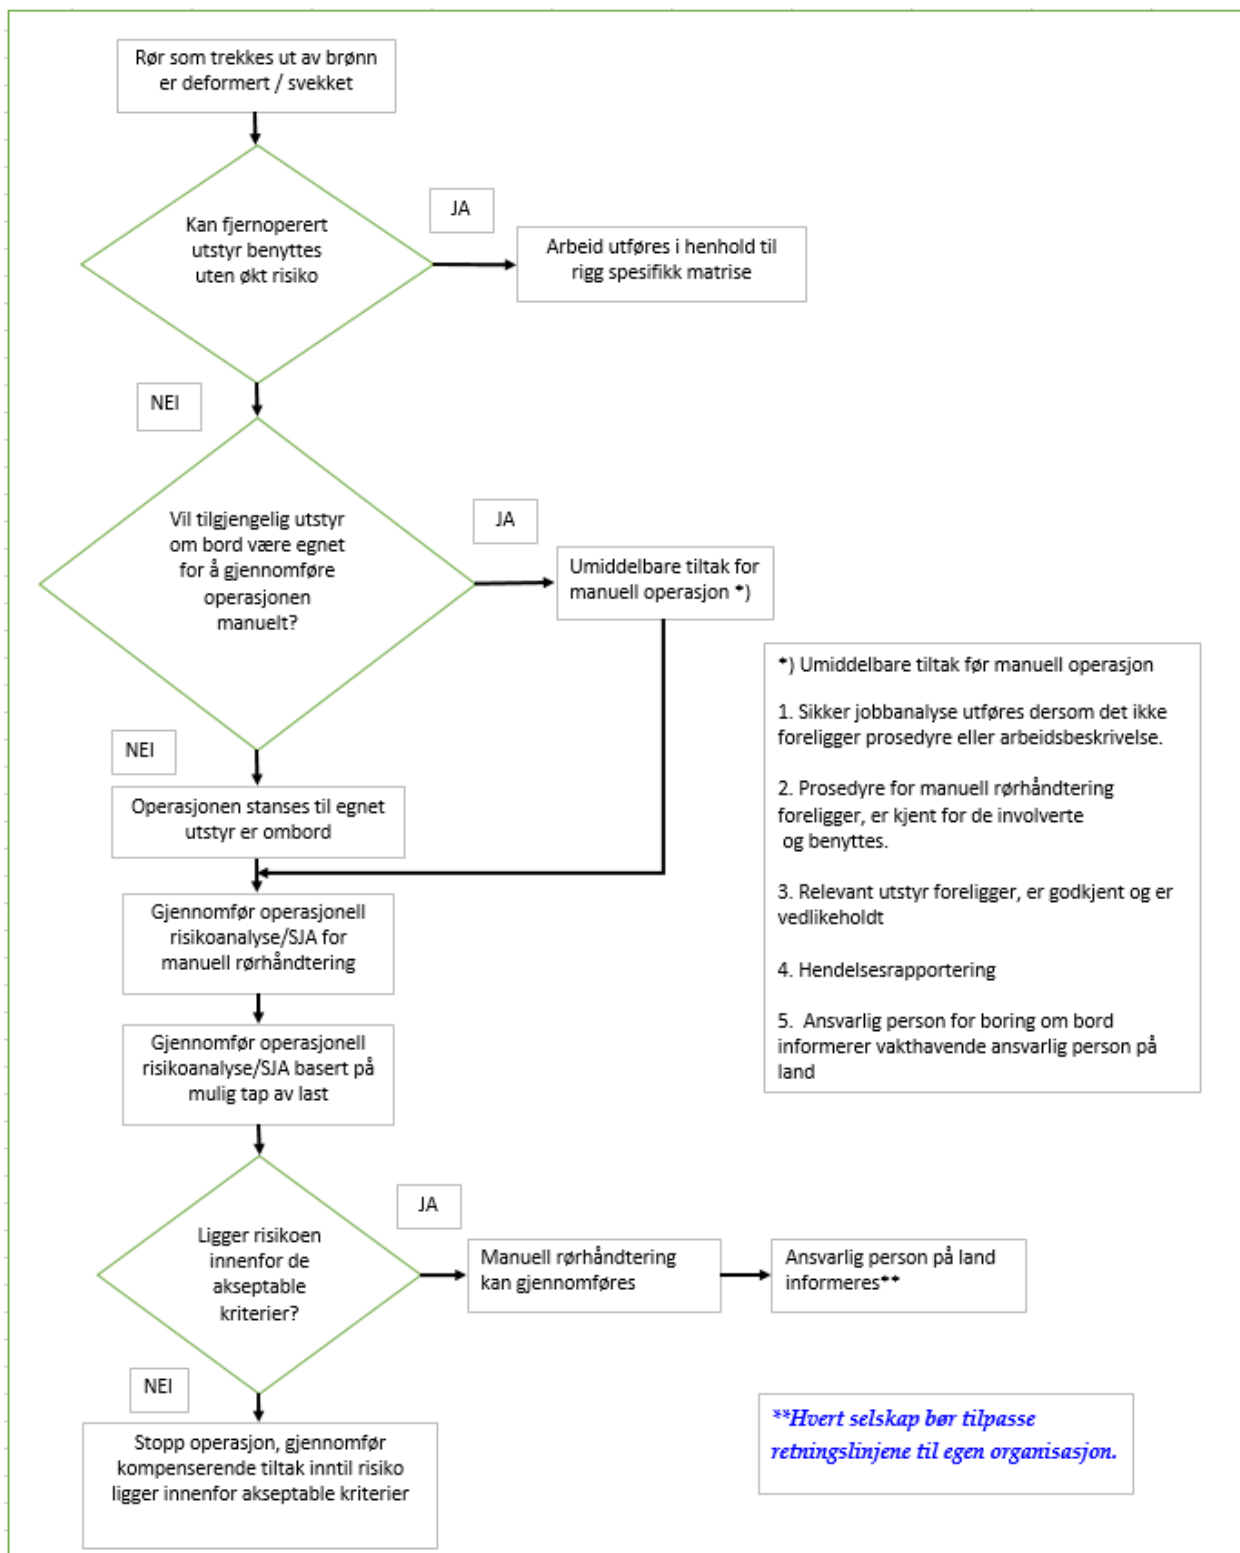 Rør som trekkes ut av brønn
er deformert / svekket
Kan fjernoperert
utstyr benyttes
uten økt risiko
JA
Arbeid utføres i henhold til
rigg spesifikk matrise
NEI
Vil tilgjengelig utstyr
om bord være egnet
for å gjennomføre
operasjonen
manuelt?
JA
Umiddelbare tiltak for
manuell operasjon *)
NEI
Operasjonen stanses til egnet
utstyr er ombord
*) Umiddelbare tiltak før manuell operasjon
1. Sikker jobbanalyse utføres dersom det ikke
foreligger prosedyre eller arbeidsbeskrivelse.
2. Prosedyre for manuell rørhåndtering
foreligger, er kjent for de involverte
og benyttes.
3. Relevant utstyr foreligger, er godkjent og er
vedlikeholdt
4. Hendelsesrapportering
5. Ansvarlig person for boring om bord
informerer vakthavende ansvarlig person på
land
Gjennomfør operasjonell
risikoanalyse/SJA for
manuell rørhåndtering
Gjennomfør operasjonell
risikoanalyse/SJA basert på
mulig tap av last
Ligger risikoen
innenfor de
akseptable
kriterier?
JA
Manuell rørhåndtering
kan gjennomføres
Ansvarlig person på land
informeres**
NEI
Stopp operasjon, gjennomfør
kompenserende tiltak inntil risiko
ligger innenfor akseptable kriterier
**Hvert selskap bør tilpasse
retningslinjene til egen organisasjon.